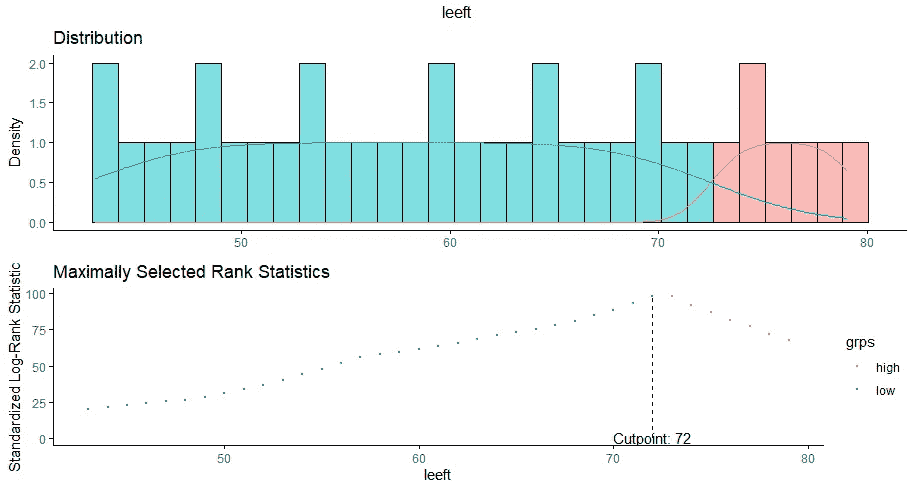 leeft
Distribution
Density
2.0
1.5
1.0
0.5
0.0
50
60
70
80
Maximally Selected Rank Statistics
Standardized Log-Rank Statistic
100
75
50
25
0
Cutpoint: 72
50
60
70
80
leeft
grps
high
low